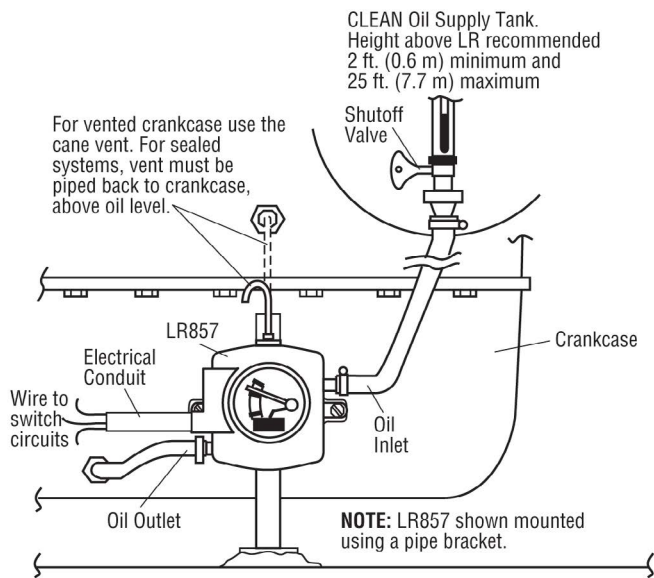 CLEAN Oil Supply Tank.
Height above LR recommended
2 ft. (0.6 m) minimum and
25 ft. (7.7 m) maximum
Shutoff
Valve
For vented crankcase use the
cane vent. For sealed
systems, vent must be
piped back to crankcase,
above oil level.
LR857
Electrical
Conduit
Wire to
switch
circuits
Crankcase
Oil
Inlet
Oil Outlet
NOTE: LR857 shown mounted
using a pipe bracket.